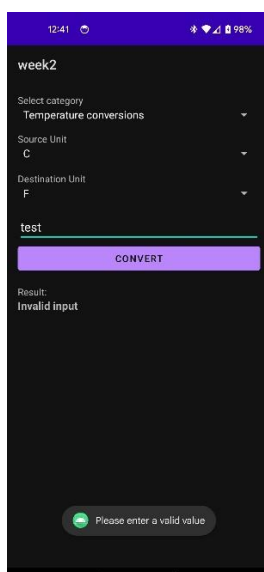 12:41 98%
week2
Select category
Temperature conversions
Source Unit
C
Destination Unit
F
test
CONVERT
Result:
Invalid input
Please enter a valid value